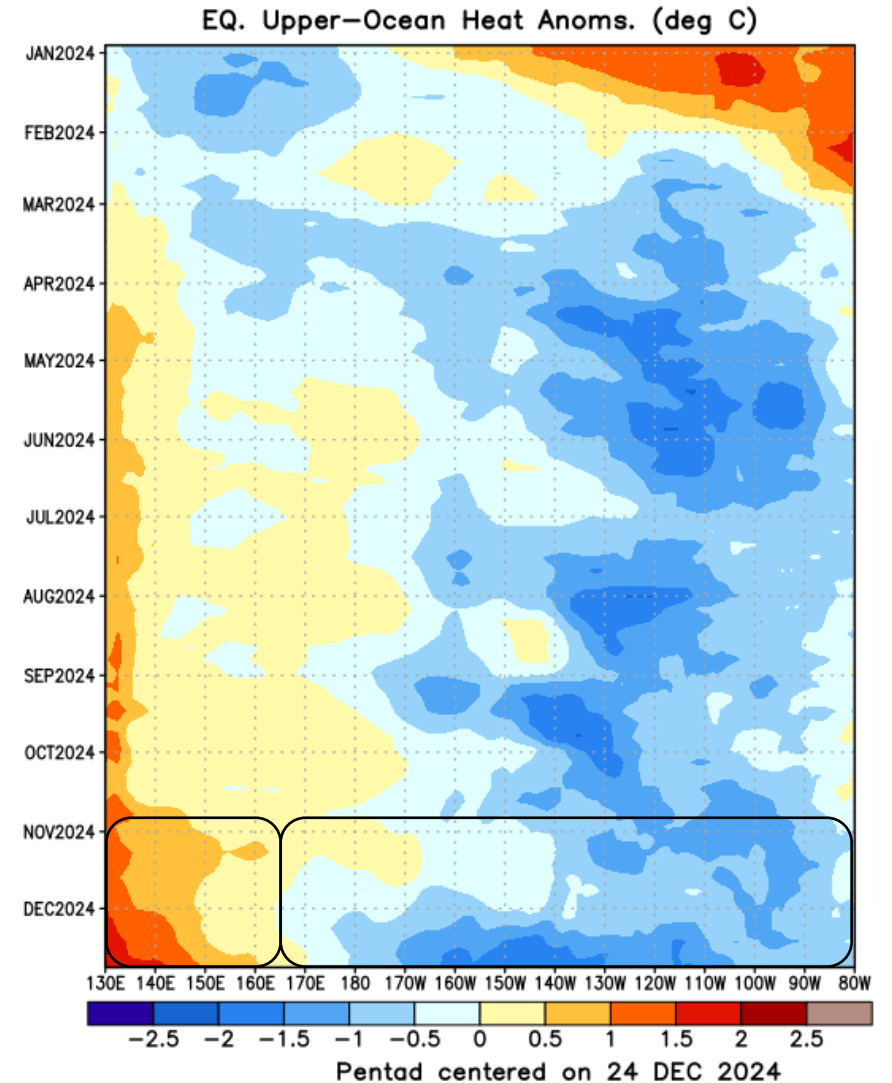 EQ. Upper-Ocean Heat Anoms. (deg C)
JAN2024
FEB2024
MAR2024
APR2024
MAY2024
JUN2024
JUL2024
AUG2024
SEP2024
OCT2024
NOV2024
DEC2024
130E 140E 150E 160E 170E 180 170W 160W 150W 140W 130W 120W 110W 100W 90W 80W
-2.5 -2 -1.5 -1 -0.5 0 0.5 1 1.5 2 2.5
Pentad centered on 24 DEC 2024